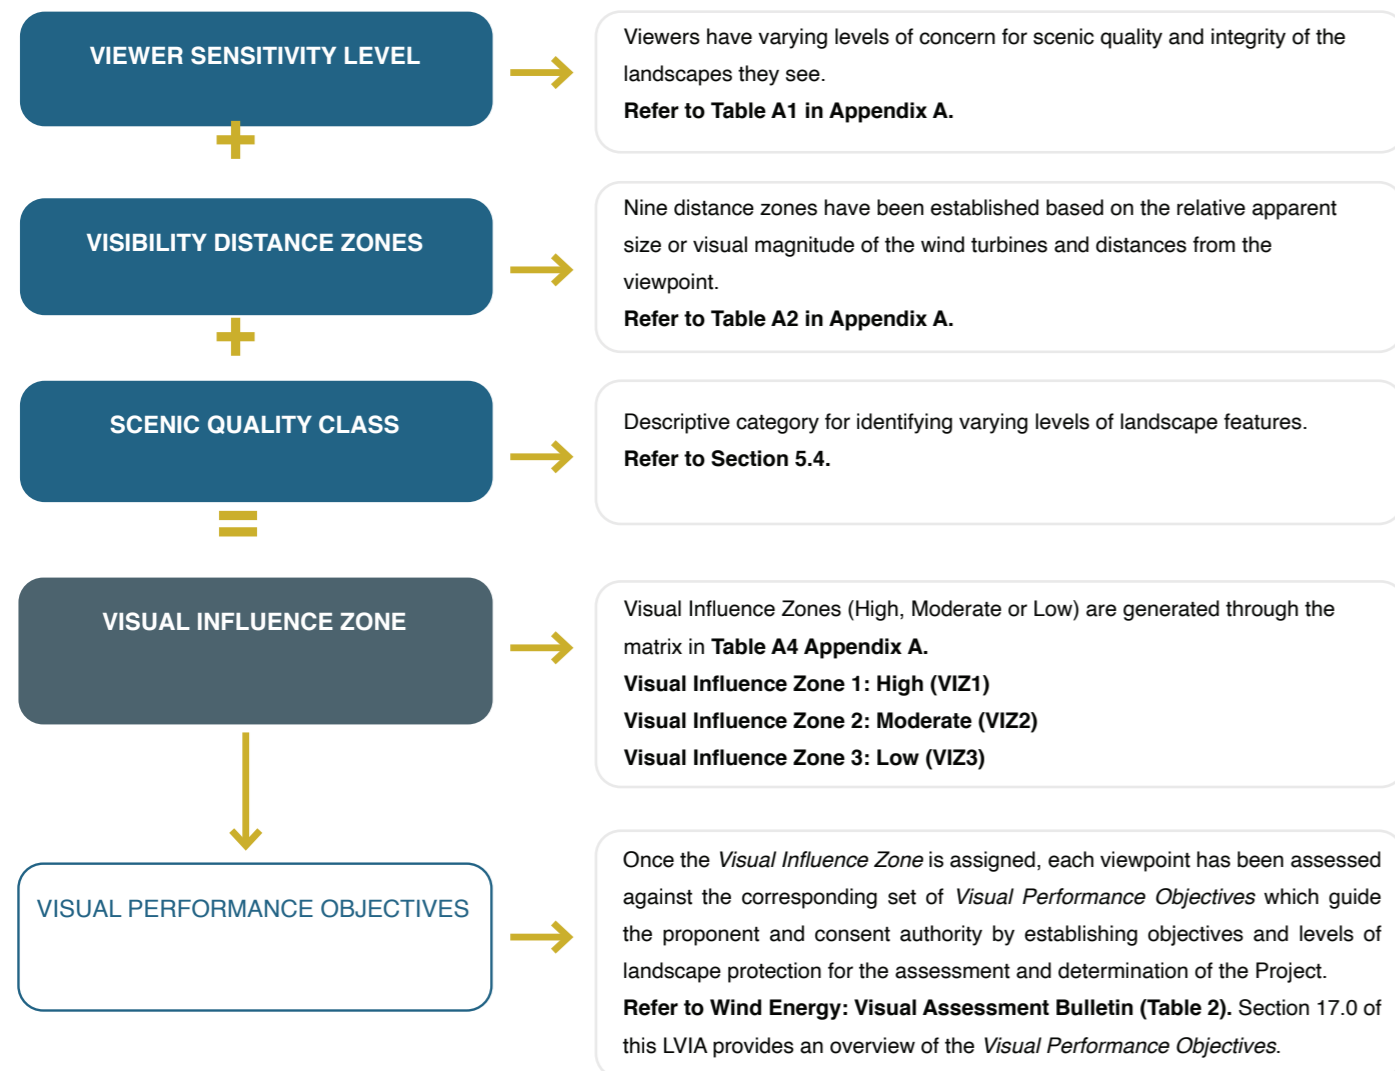 VIEWER SENSITIVITY LEVEL
Viewers have varying levels of concern for scenic quality and integrity of the
landscapes they see.
Refer to Table A1 in Appendix A.
+
VISIBILITY DISTANCE ZONES
Nine distance zones have been established based on the relative apparent
size or visual magnitude of the wind turbines and distances from the
viewpoint.
Refer to Table A2 in Appendix A.
+
SCENIC QUALITY CLASS
Descriptive category for identifying varying levels of landscape features.
Refer to Section 5.4.
=
VISUAL INFLUENCE ZONE
Visual Influence Zones (High, Moderate or Low) are generated through the
matrix in Table A4 Appendix A.
Visual Influence Zone 1: High (VIZ1)
Visual Influence Zone 2: Moderate (VIZ2)
Visual Influence Zone 3: Low (VIZ3)
VISUAL PERFORMANCE OBJECTIVES
Once the Visual Influence Zone is assigned, each viewpoint has been assessed
against the corresponding set of Visual Performance Objectives which guide
the proponent and consent authority by establishing objectives and levels of
landscape protection for the assessment and determination of the Project.
Refer to Wind Energy: Visual Assessment Bulletin (Table 2). Section 17.0 of
this LVIA provides an overview of the Visual Performance Objectives.